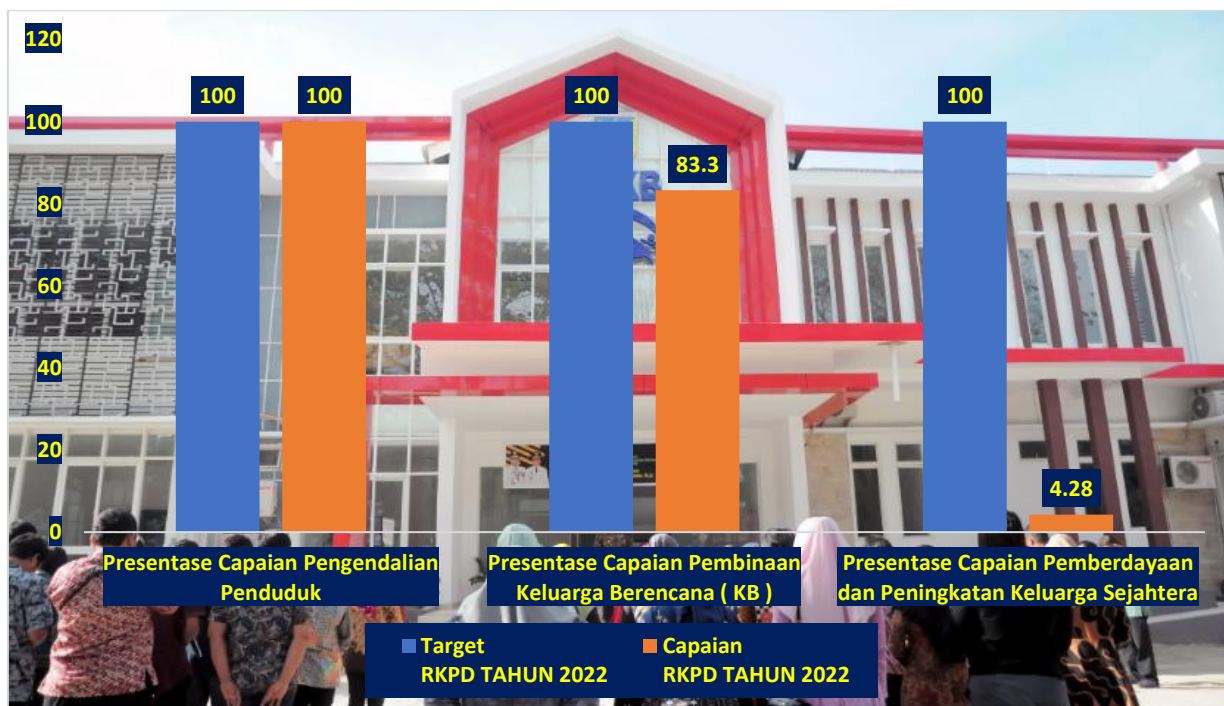 120
100
80
60
40
20
0
100
100
100
83.3
100
4.28
Presentase Capaian Pengendalian
Penduduk
Presentase Capaian Pembinaan
Keluarga Berencana ( KB )
Presentase Capaian Pemberdayaan
dan Peningkatan Keluarga Sejahtera
Target
RKPD TAHUN 2022
Capaian
RKPD TAHUN 2022